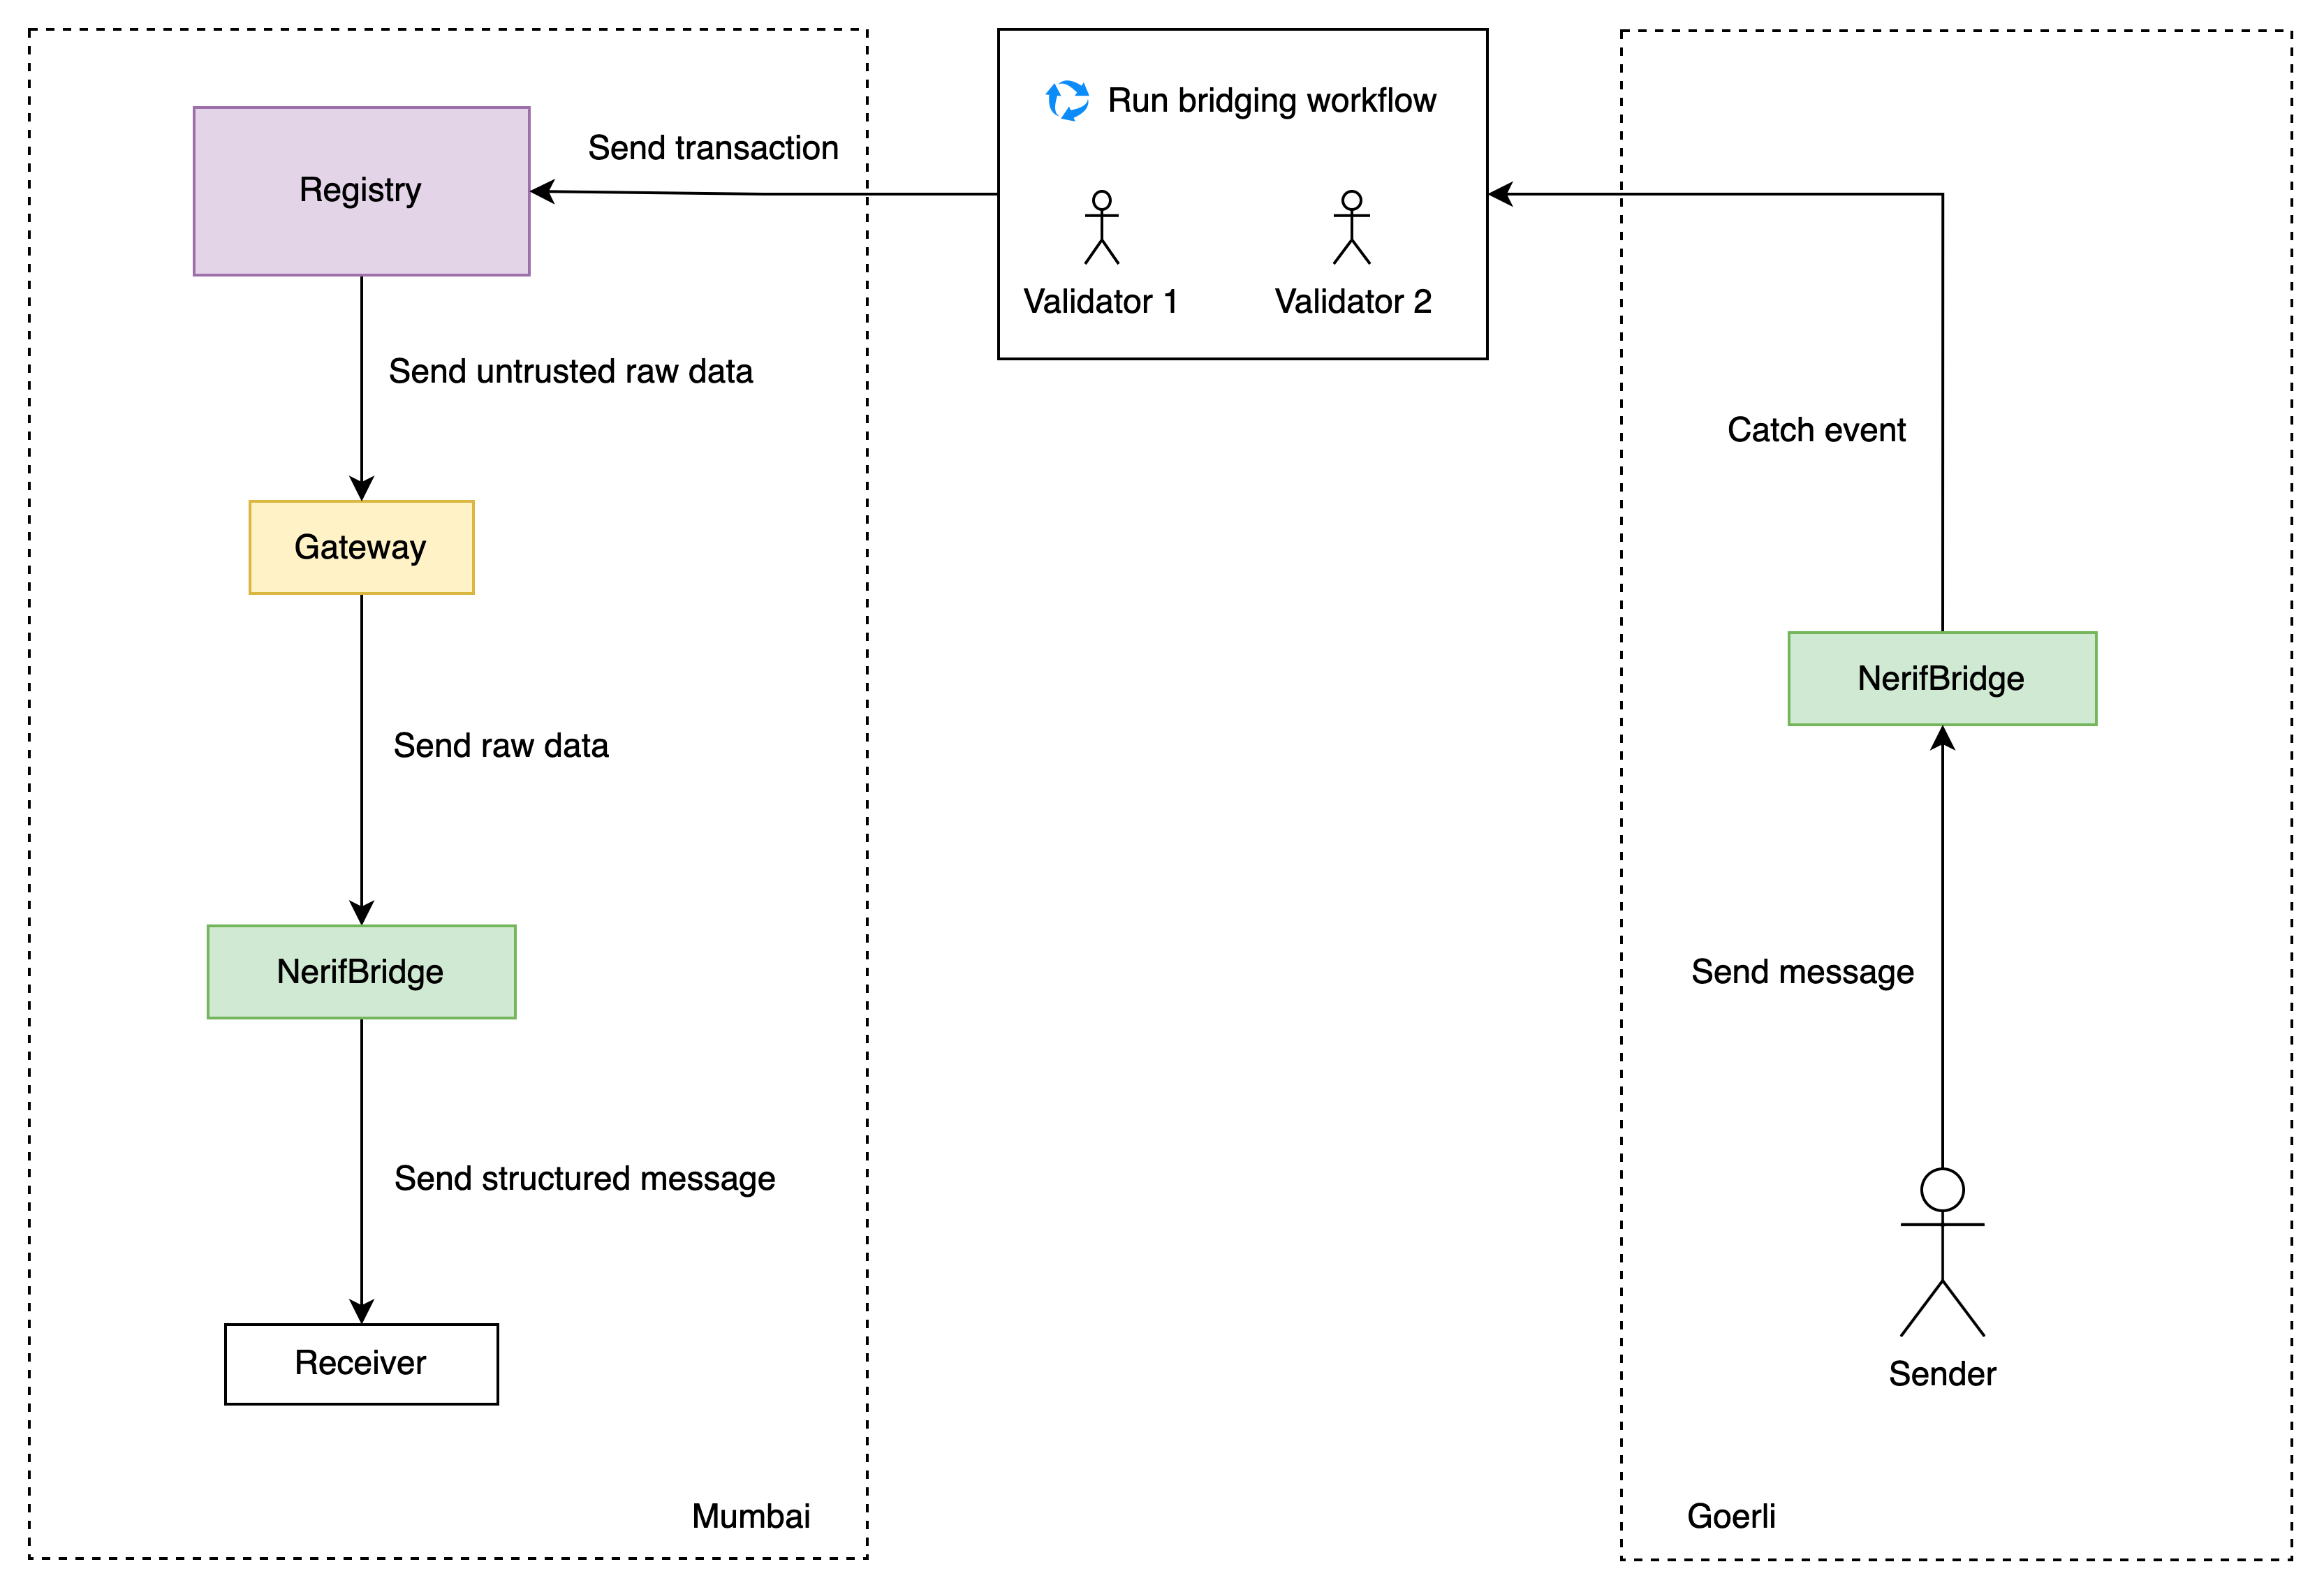 Run bridging workflow
Send transaction
Registry
Validator 1
Validator 2
Send untrusted raw data
Catch event
Gateway
NerifBridge
Send raw data
NerifBridge
Send message
Send structured message
Receiver
Sender
Mumbai
Goerli